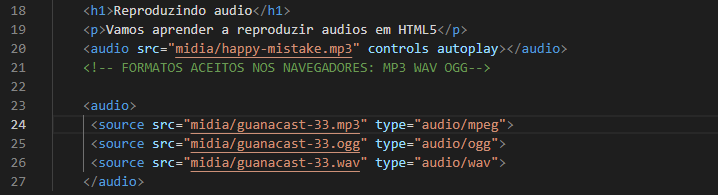 18 <h1>Reproduzindo audio</h1>
19 <p>Vamos aprender a reproduzir audios em HTML5</p>
20 <audio src="midia/happy-mistake.mp3" controls autoplay></audio>
21 <!-- FORMATOS ACEITOS NOS NAVEGADORES: MP3 WAV OGG-->
22
23 <audio>
24 <source src="midia/guanacast-33.mp3" type="audio/mpeg">
25 <source src="midia/guanacast-33.ogg" type="audio/ogg">
26 <source src="midia/guanacast-33.wav" type="audio/wav">
27 </audio>